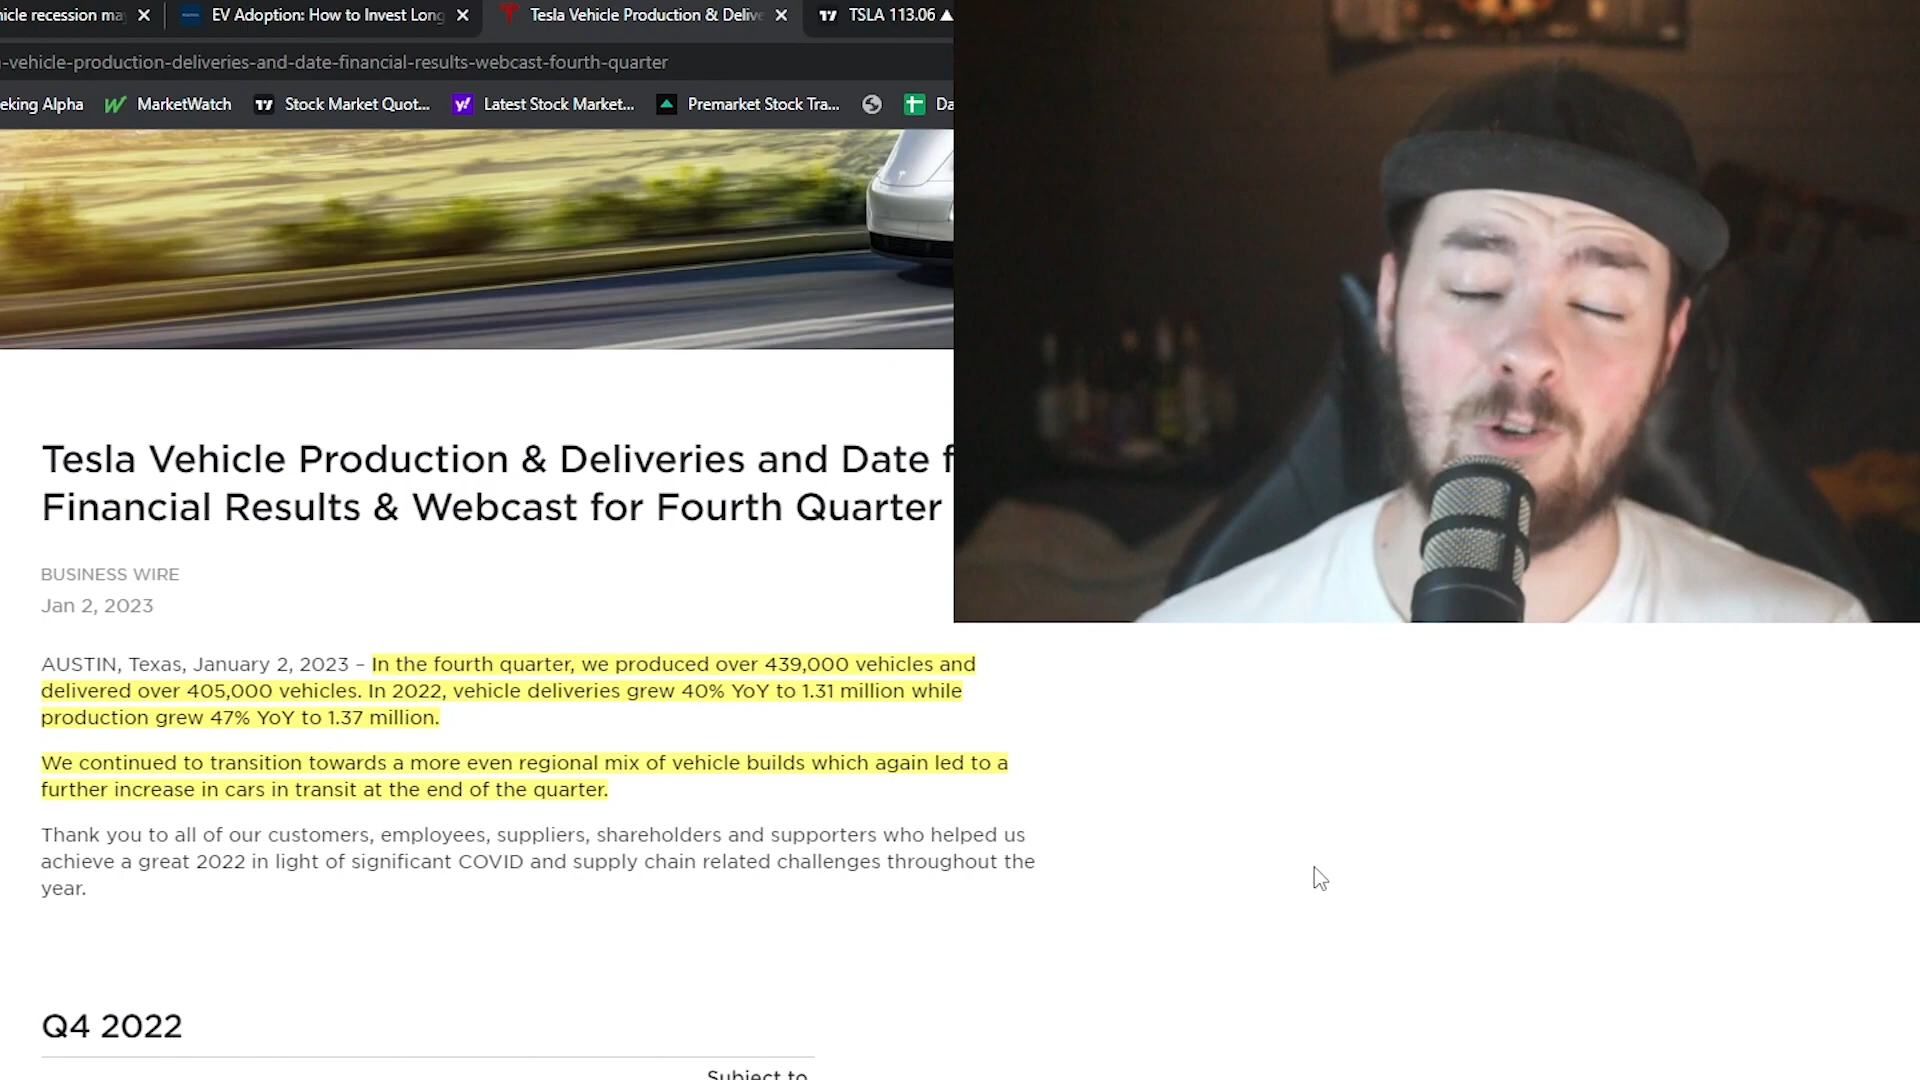 hicle recession ma
EV Adoption: How to Invest Long
Tesla Vehicle Production & Delive
TSLA 113.06 ▲
-vehicle-production-deliveries-and-date-financial-results-webcast-fourth-quarter
eking Alpha
MarketWatch
Stock Market Quot...
Latest Stock Market...
Premarket Stock Tra...
Da
Tesla Vehicle Production & Deliveries and Date f
Financial Results & Webcast for Fourth Quarter
BUSINESS WIRE
Jan 2, 2023
AUSTIN, Texas, January 2, 2023 – In the fourth quarter, we produced over 439,000 vehicles and
delivered over 405,000 vehicles. In 2022, vehicle deliveries grew 40% YoY to 1.31 million while
production grew 47% YoY to 1.37 million.
We continued to transition towards a more even regional mix of vehicle builds which again led to a
further increase in cars in transit at the end of the quarter.
Thank you to all of our customers, employees, suppliers, shareholders and supporters who helped us
achieve a great 2022 in light of significant COVID and supply chain related challenges throughout the
year.
Q4 2022
Subject to